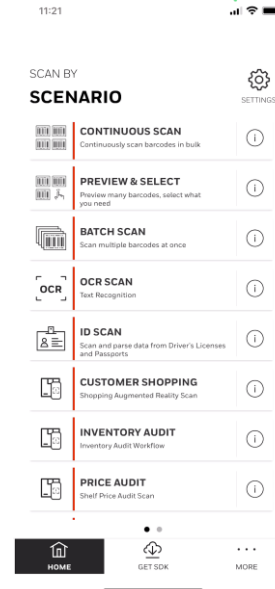 11:21
SCAN BY
SCENARIO
SETTINGS
CONTINUOUS SCAN
Continuously scan barcodes in bulk
PREVIEW & SELECT
Preview many barcodes, select what
you need
BATCH SCAN
Scan multiple barcodes at once
OCR
OCR SCAN
Text Recognition
ID SCAN
Scan and parse data from Driver's Licenses
and Passports
CUSTOMER SHOPPING
Shopping Augmented Reality Scan
INVENTORY AUDIT
Inventory Audit Workflow
PRICE AUDIT
Shelf Price Audit Scan
HOME
GET SDK
MORE